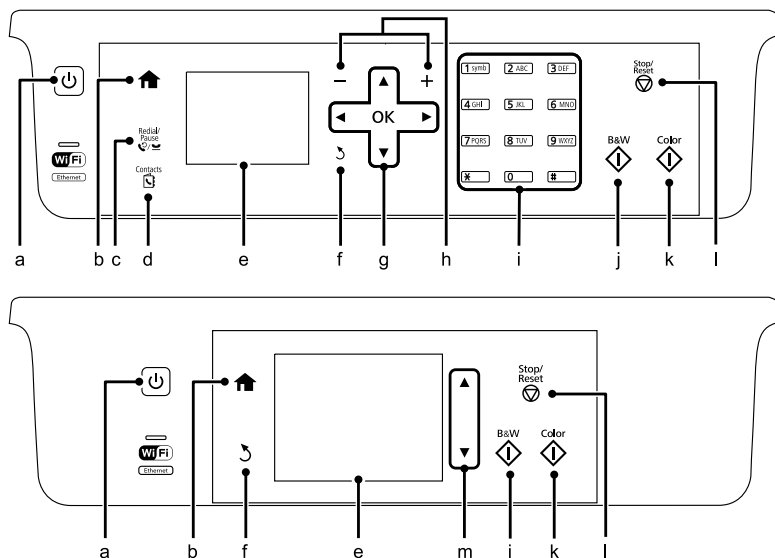 h
− +
1 symb 2 ABC 3 DEF
Stop/
Reset
a
b
OK
4 GHI 5 JKL 6 MNO
l
Redial/
Pause
c
WiFi
Ethernet
7 PQRS 8 TUV 9 WXYZ
B&W Color
Contacts
* 0 #
a b c d e f g h i j k l
Stop/
Reset
B&W Color
WiFi
Ethernet
a b f e m j k l